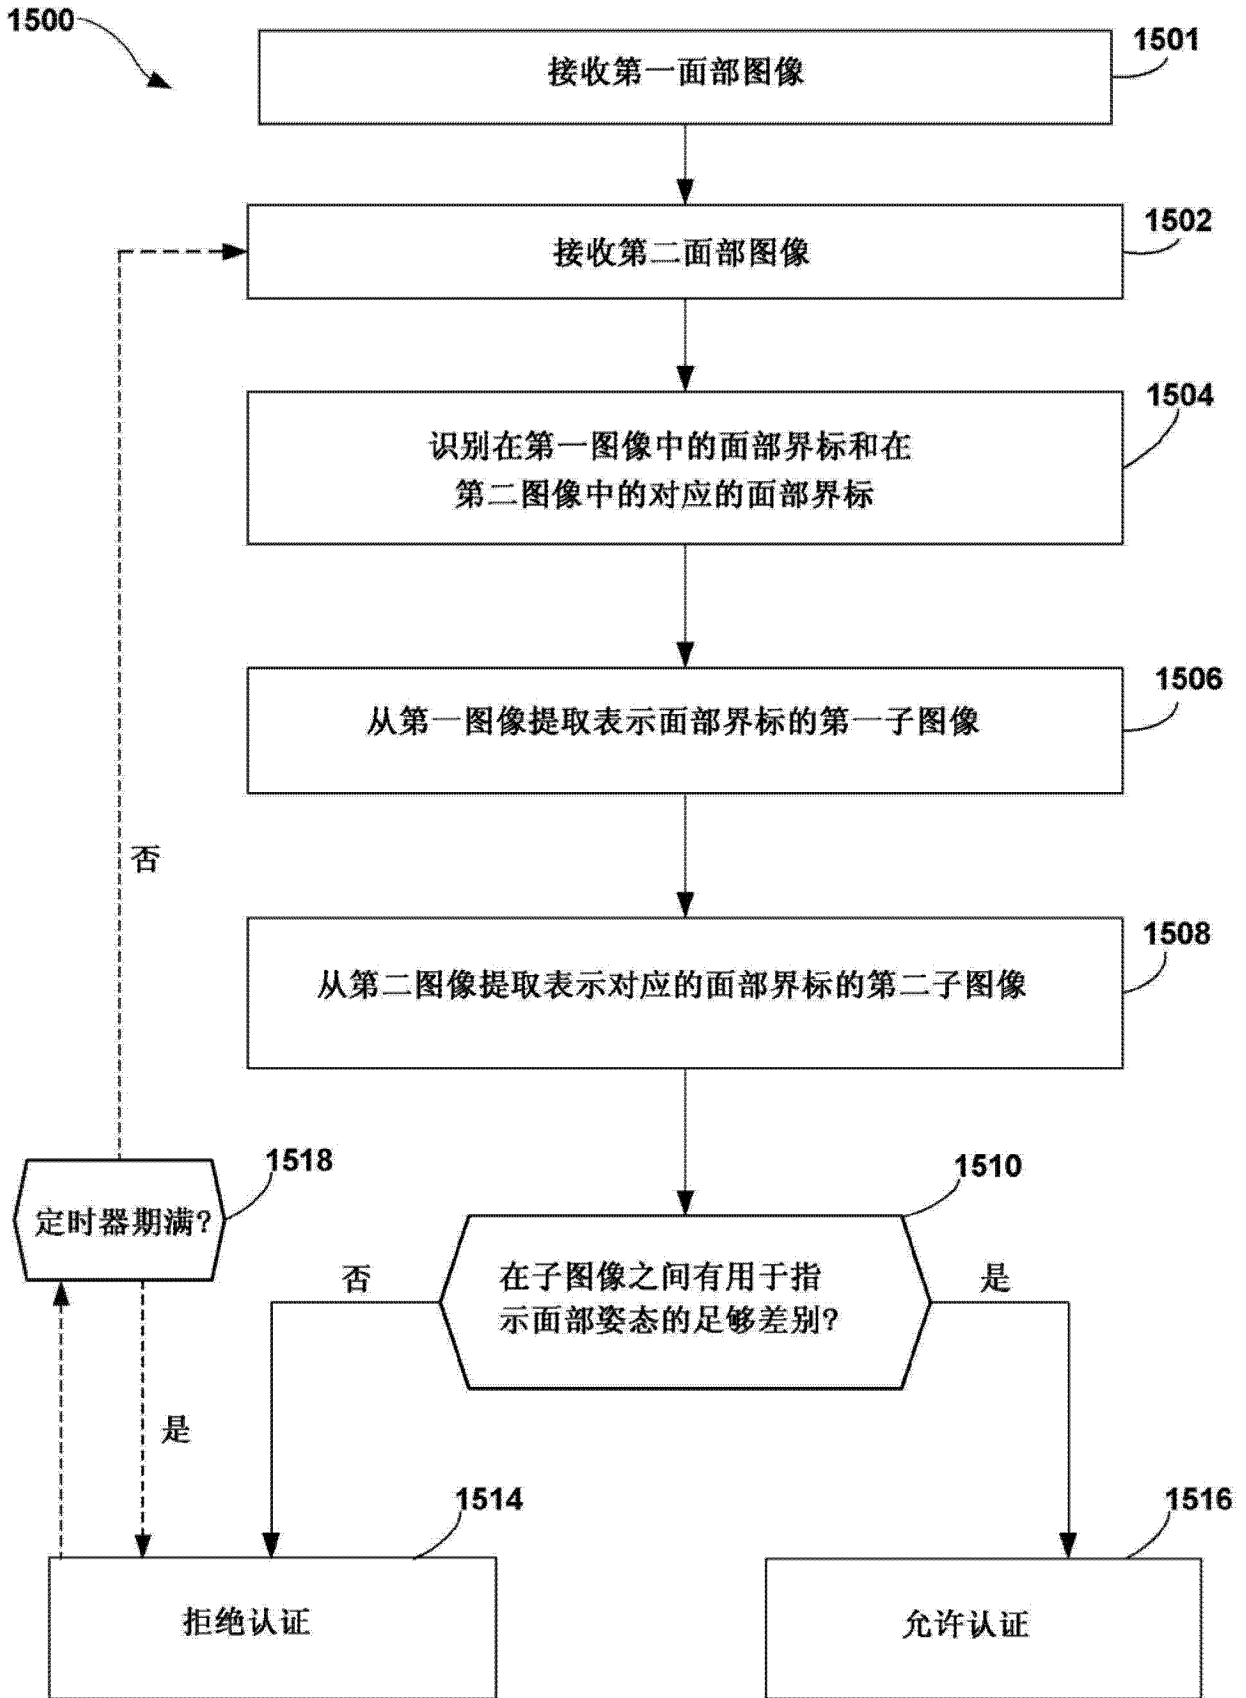 1500
1501
接收第一面部图像
1502
接收第二面部图像
1504
识别在第一图像中的面部界标和在
第二图像中的对应的面部界标
1506
从第一图像提取表示面部界标的第一子图像
否
1508
从第二图像提取表示对应的面部界标的第二子图像
1518
定时器期满?
1510
在子图像之间有用于指
示面部姿态的足够差别?
否
是
是
1514
拒绝认证
1516
允许认证